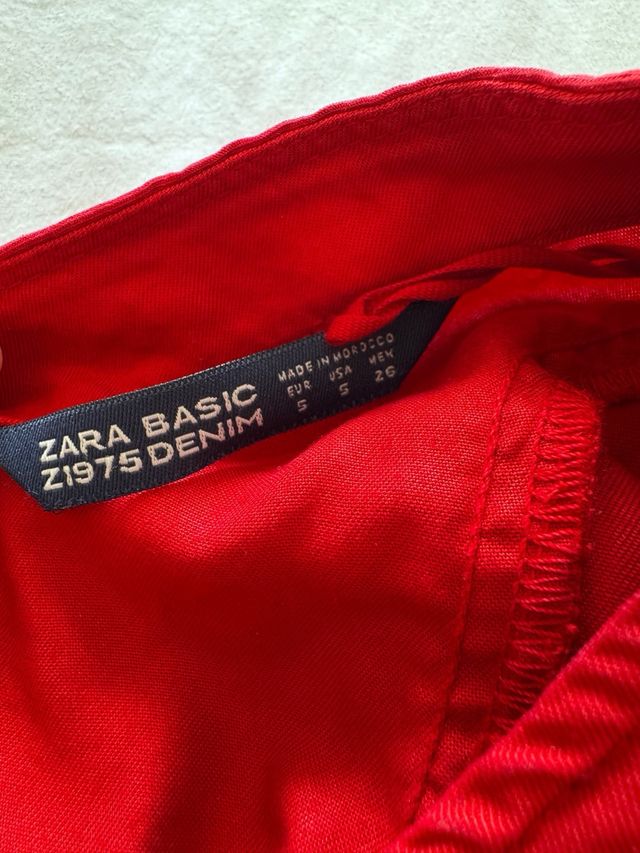 ZARA BASIC
Z1975 DENIM
MADE IN MOROCCO
EUR USA MEX
S S 26